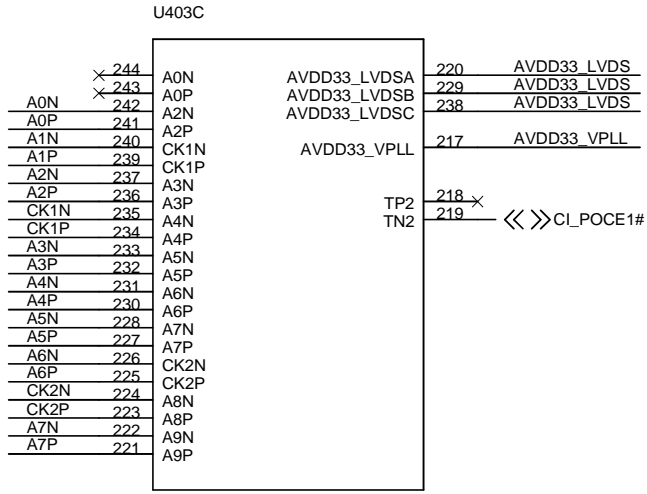 U403C
244 A0N AVDD33_LVDSA 220 AVDD33_LVDS
243 A0P AVDD33_LVDSB 229 AVDD33_LVDS
A0N 242 A2N AVDD33_LVDSC 238 AVDD33_LVDS
A0P 241 A2P
A1N 240 CK1N AVDD33_VPLL 217 AVDD33_VPLL
A1P 239 CK1P
A2N 237 A3N
A2P 236 A3P TP2 218
CK1N 235 A4N TN2 219 CI_POCE1#
CK1P 234 A4P
A3N 233 A5N
A3P 232 A5P
A4N 231 A6N
A4P 230 A6P
A5N 228 A7N
A5P 227 A7P
A6N 226 CK2N
A6P 225 CK2P
CK2N 224 A8N
CK2P 223 A8P
A7N 222 A9N
A7P 221 A9P